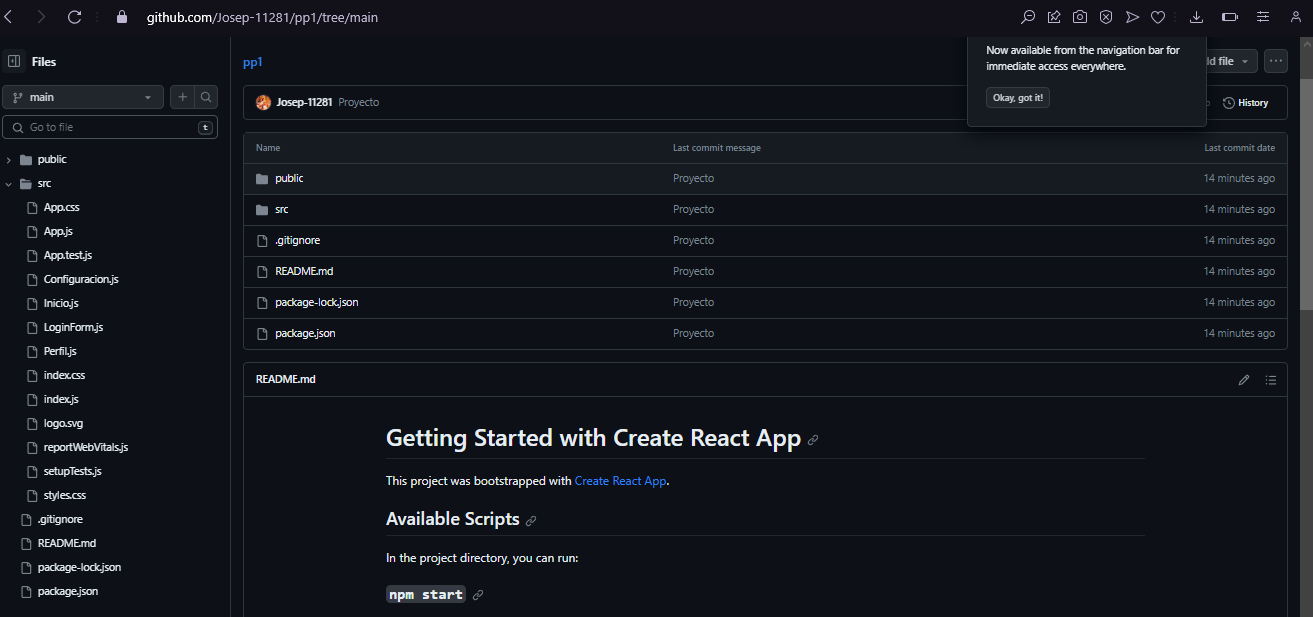 github.com/Josep-11281/pp1/tree/main
Files
main
Go to file
t
public
src
App.css
App.js
App.test.js
Configuracion.js
Inicio.js
LoginForm.js
Perfil.js
index.css
index.js
logo.svg
reportWebVitals.js
setupTests.js
styles.css
.gitignore
README.md
package-lock.json
package.json
pp1
Now available from the navigation bar for
immediate access everywhere.
Okay, got it!
file
Josep-11281 Proyecto
History
Name Last commit message Last commit date
public Proyecto 14 minutes ago
src Proyecto 14 minutes ago
.gitignore Proyecto 14 minutes ago
README.md Proyecto 14 minutes ago
package-lock.json Proyecto 14 minutes ago
package.json Proyecto 14 minutes ago
README.md
Getting Started with Create React App
This project was bootstrapped with Create React App.
Available Scripts
In the project directory, you can run:
npm start